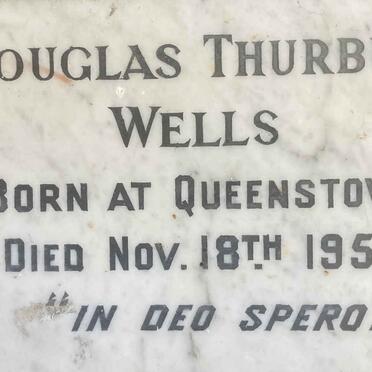 OUGLAS THURB
WELLS
BORN AT QUEENSTOW
DIED NOV. 18TH 195
"IN DEO SPERO